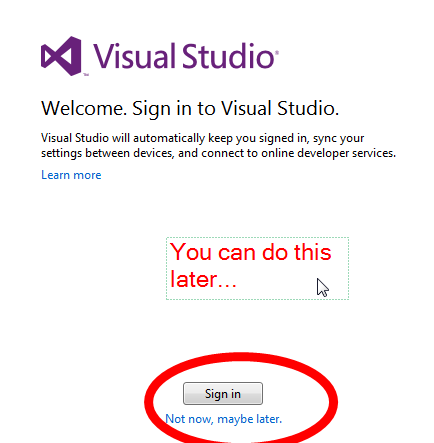 Visual Studio
Welcome. Sign in to Visual Studio.
Visual Studio will automatically keep you signed in, sync your
settings between devices, and connect to online developer services.
Learn more
You can do this
later...
Sign in
Not now, maybe later.